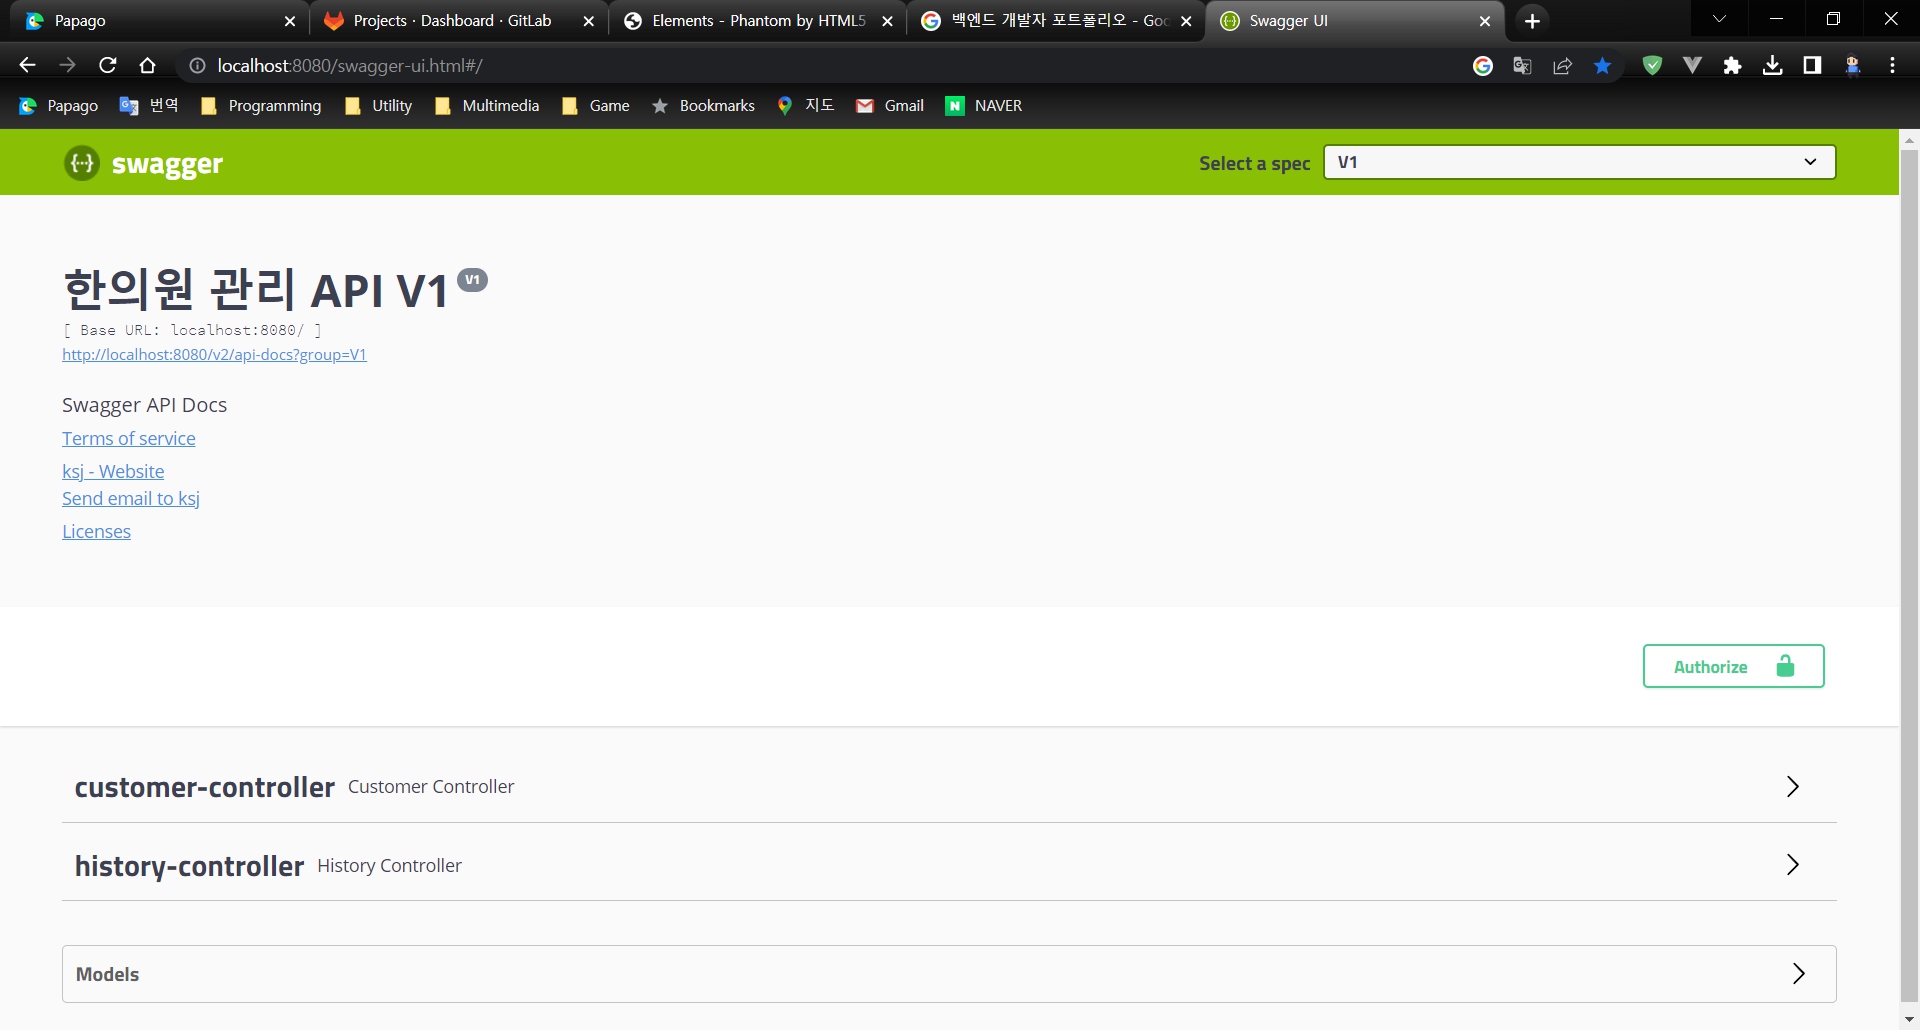 Papago
Projects · Dashboard · GitLab
Elements - Phantom by HTML5
백엔드 개발자 포트폴리오 - Goo
Swagger UI
localhost:8080/swagger-ui.html#/
Papago
번역
Programming
Utility
Multimedia
Game
Bookmarks
지도
Gmail
N NAVER
{···} swagger
Select a spec
V1
한의원 관리 API V1 V1
[ Base URL: localhost:8080/ ]
http://localhost:8080/v2/api-docs?group=V1
Swagger API Docs
Terms of service
ksj - Website
Send email to ksj
Licenses
Authorize
customer-controller Customer Controller
history-controller History Controller
Models